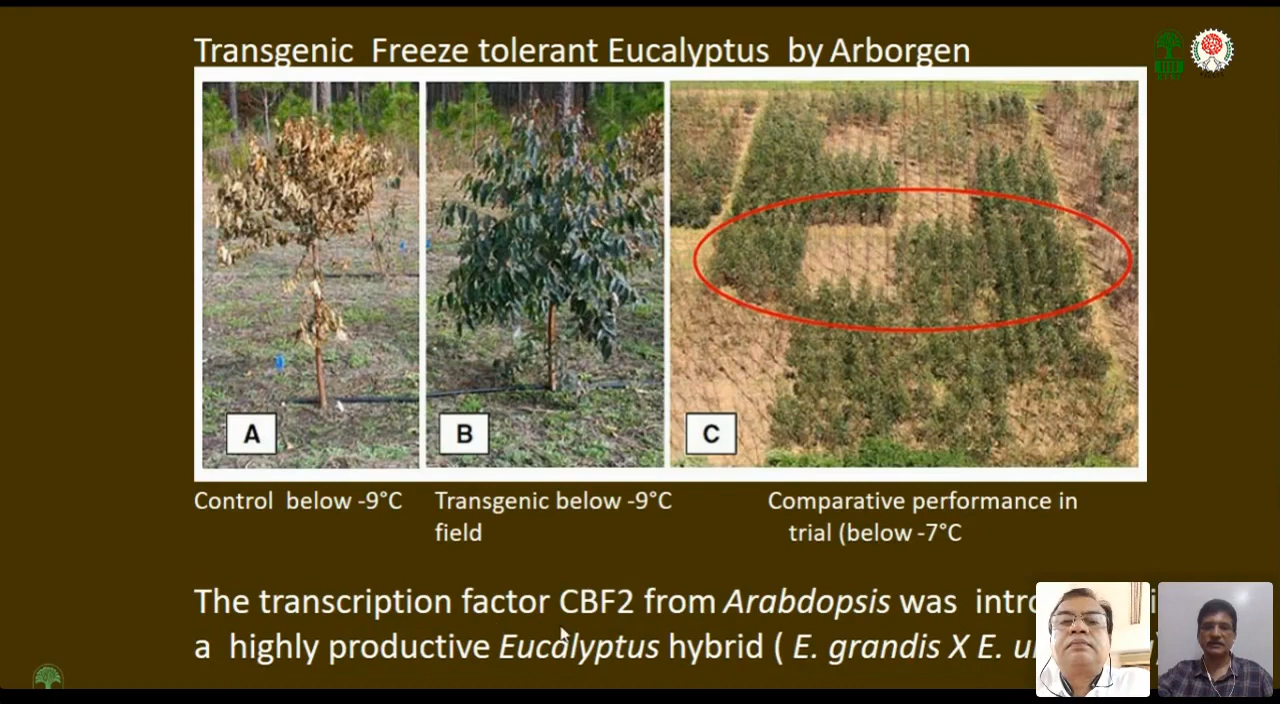 Transgenic Freeze tolerant Eucalyptus by Arborgen
A
B
C
Control below -9°C
Transgenic below -9°C
field
Comparative performance in
trial (below -7°C
The transcription factor CBF2 from Arabdopsis was
a highly productive Eucalyptus hybrid ( E. grandis X E.